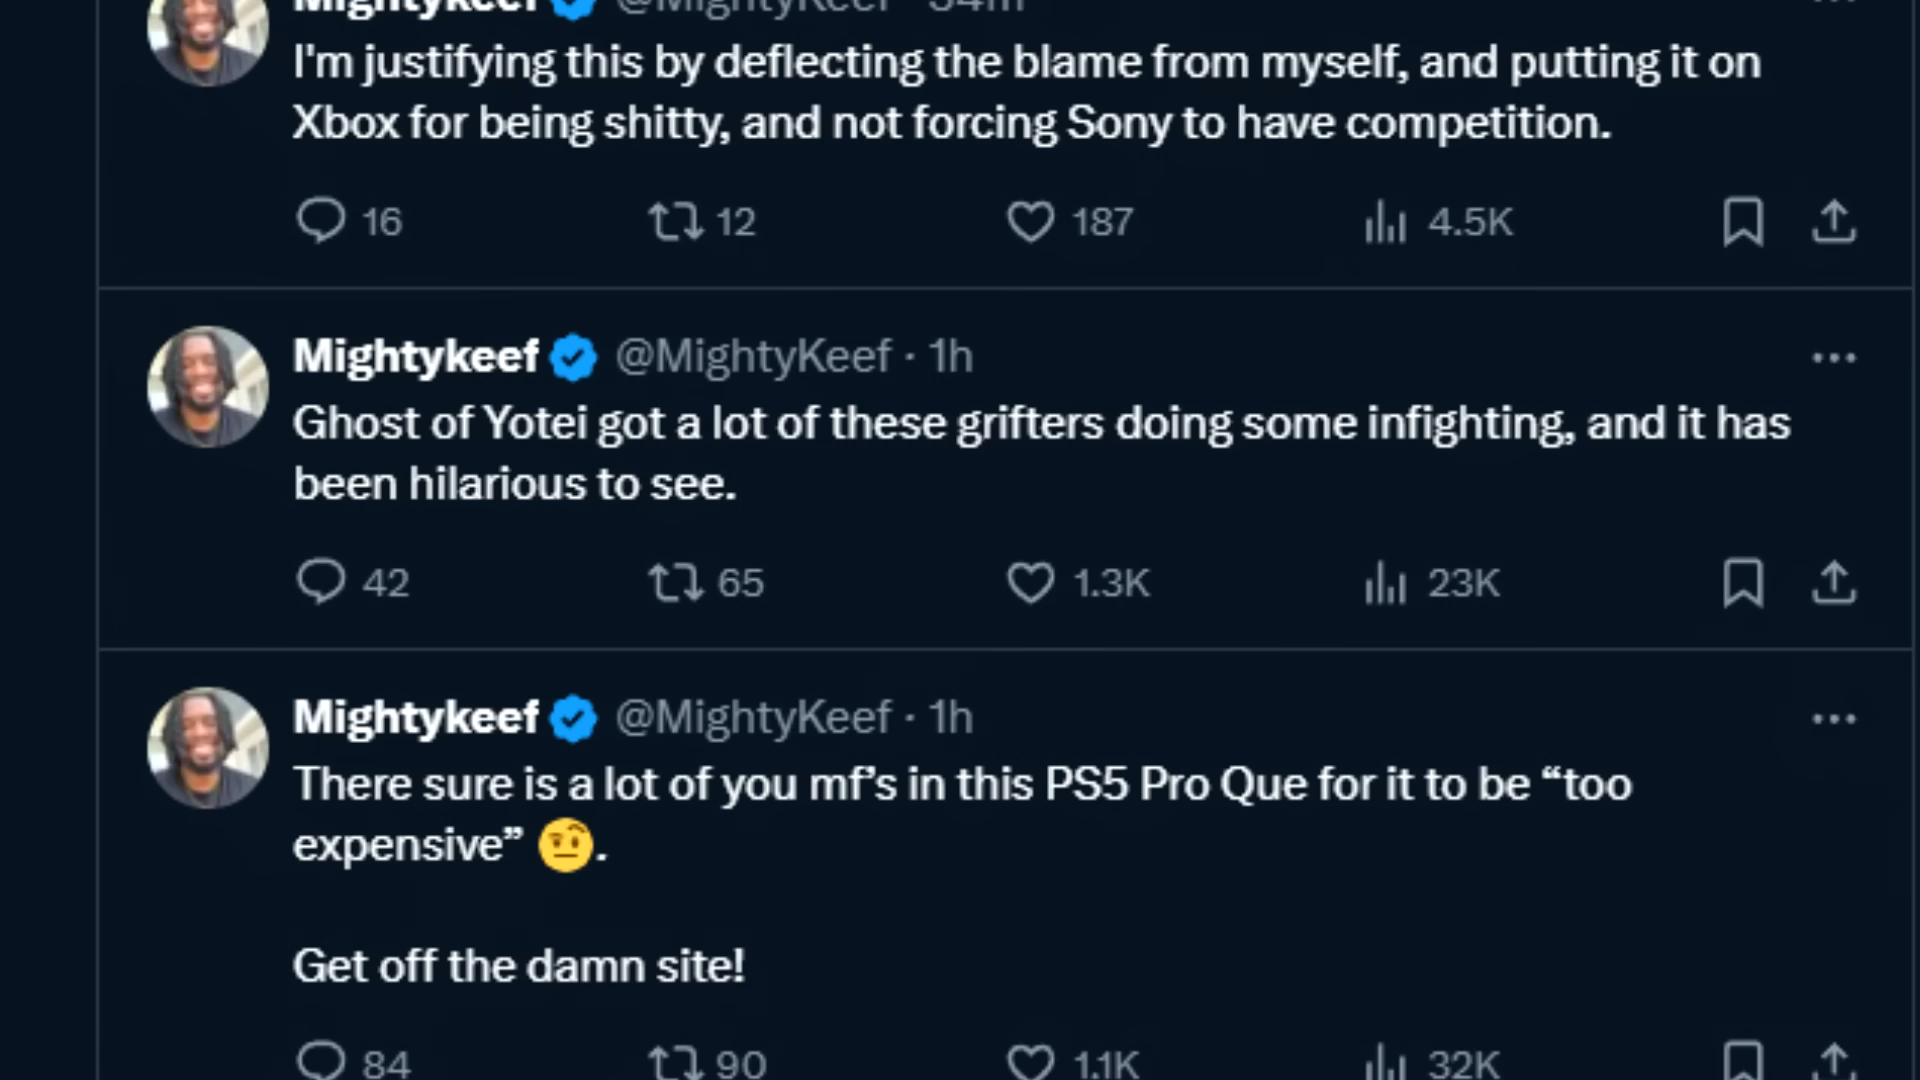 Mightykeef @MightyKeef · 34m
I'm justifying this by deflecting the blame from myself, and putting it on
Xbox for being shitty, and not forcing Sony to have competition.
16 12 187 4.5K
Mightykeef @MightyKeef · 1h
Ghost of Yotei got a lot of these grifters doing some infighting, and it has
been hilarious to see.
42 65 1.3K 23K
Mightykeef @MightyKeef · 1h
There sure is a lot of you mf’s in this PS5 Pro Que for it to be “too
expensive” 🤨.
Get off the damn site!
84 90 1.1K 32K